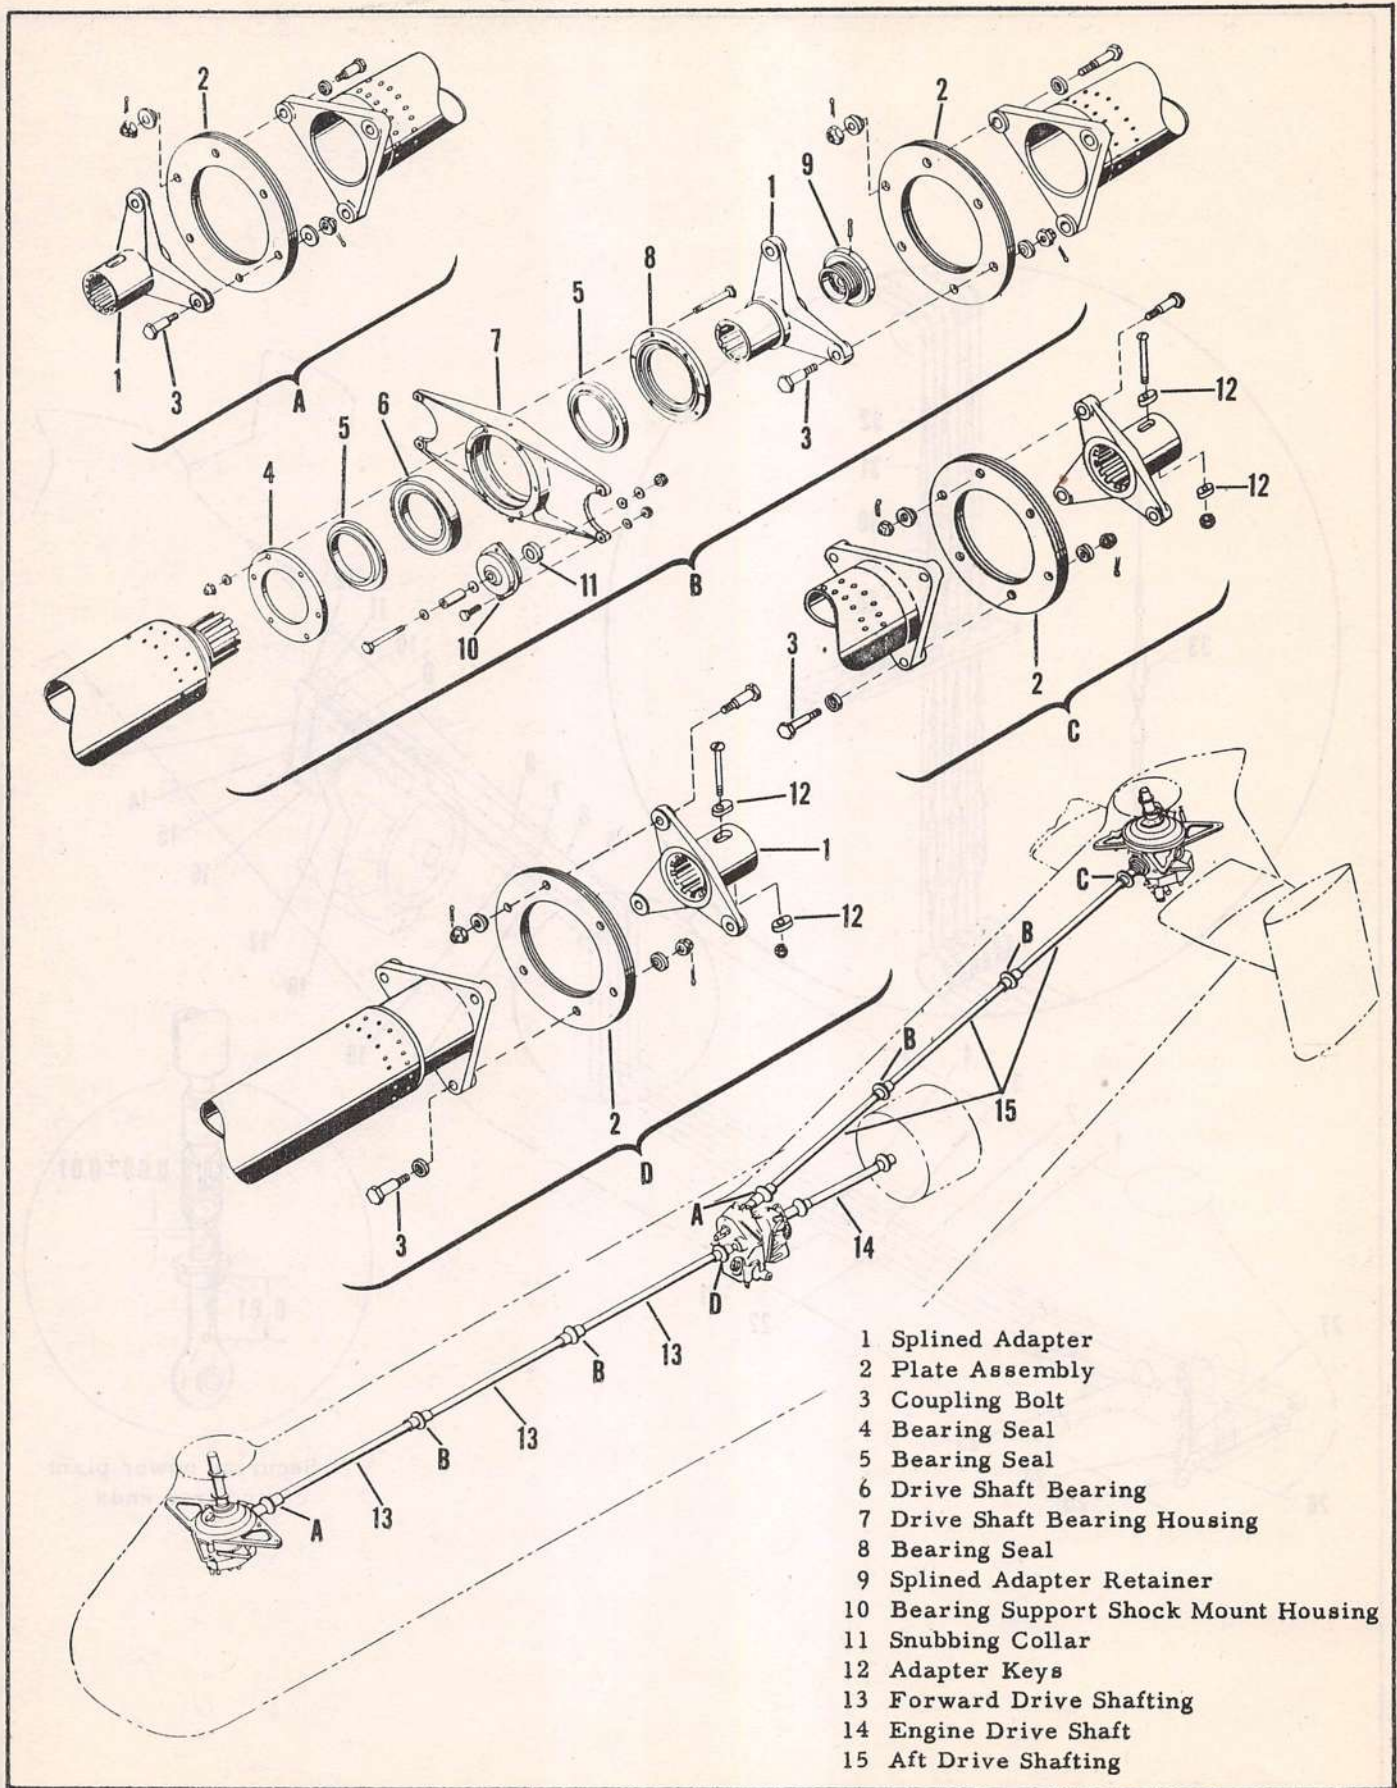 2
2
1
9
8
5
7
6
5
4
1
3
A
3
12
12
11
10
B
3
2
C
12
1
12
2
D
3
C
B
B
15
A
14
D
13
B
13
B
13
A
1 Splined Adapter
2 Plate Assembly
3 Coupling Bolt
4 Bearing Seal
5 Bearing Seal
6 Drive Shaft Bearing
7 Drive Shaft Bearing Housing
8 Bearing Seal
9 Splined Adapter Retainer
10 Bearing Support Shock Mount Housing
11 Snubbing Collar
12 Adapter Keys
13 Forward Drive Shafting
14 Engine Drive Shaft
15 Aft Drive Shafting